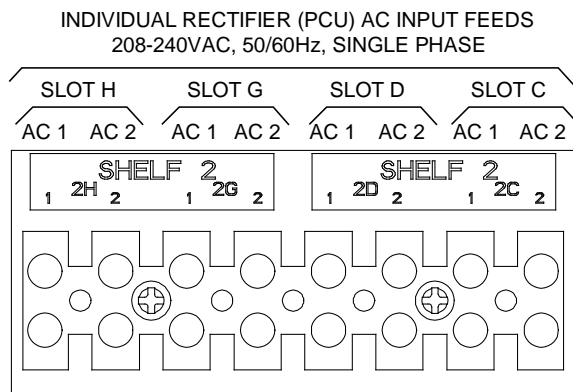 INDIVIDUAL RECTIFIER (PCU) AC INPUT FEEDS
208-240VAC, 50/60Hz, SINGLE PHASE
SLOT H SLOT G SLOT D SLOT C
AC 1 AC 2 AC 1 AC 2 AC 1 AC 2 AC 1 AC 2
SHELF 2 SHELF 2
1 2H 2 1 2G 2 1 2D 2 1 2C 2